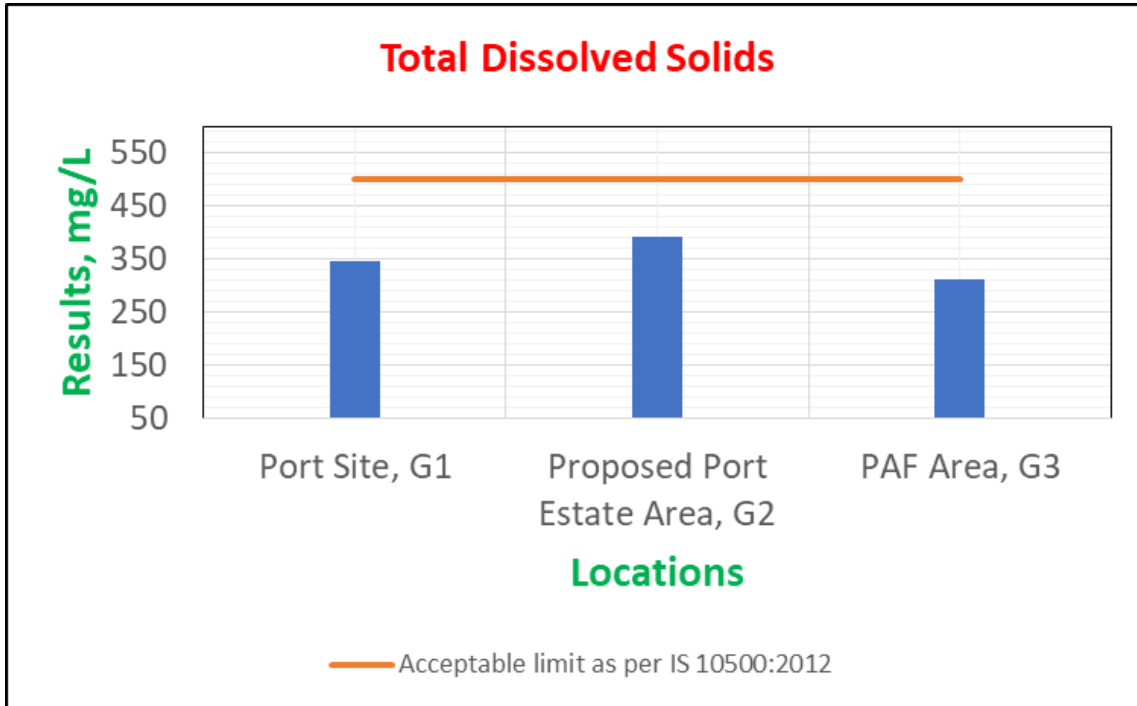 Total Dissolved Solids
Results, mg/L
550
450
350
250
150
50
Port Site, G1
Proposed Port
Estate Area, G2
PAF Area, G3
Locations
Acceptable limit as per IS 10500:2012